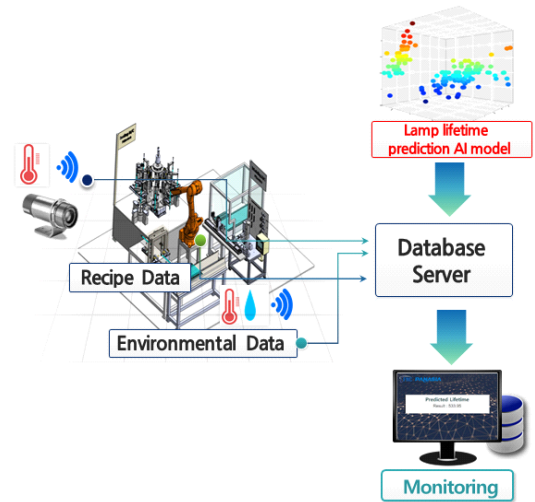 Lamp lifetime
prediction AI model
Database
Server
Recipe Data
Environmental Data
Predicted Lifetime
Monitoring